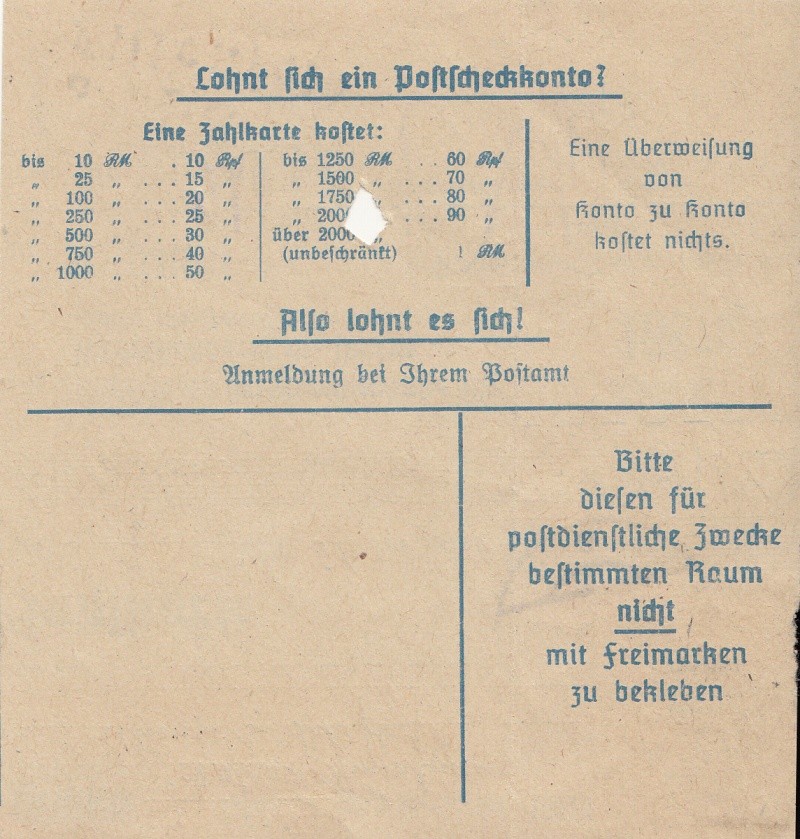 Lohnt sich ein Postscheckkonto?
Eine Zahlkarte kostet:
bis 10 RM . 10 Rpf
„ 25 „ ... 15 „
„ 100 „ ... 20 „
„ 250 „ ... 25 „
„ 500 „ ... 30 „
„ 750 „ ... 40 „
„ 1000 „ ... 50 „
bis 1250 RM .. 60 Rpf
„ 1500 „ ... 70 „
„ 1750 ... 80 „
„ 200 ... 90 „
über 2000 „
(unbeschränkt) 1 RM
Eine Überweisung
von
Konto zu Konto
kostet nichts.
Also lohnt es sich!
Anmeldung bei Ihrem Postamt
Bitte
diesen für
postdienstliche Zwecke
bestimmten Raum
nicht
mit Freimarken
zu bekleben